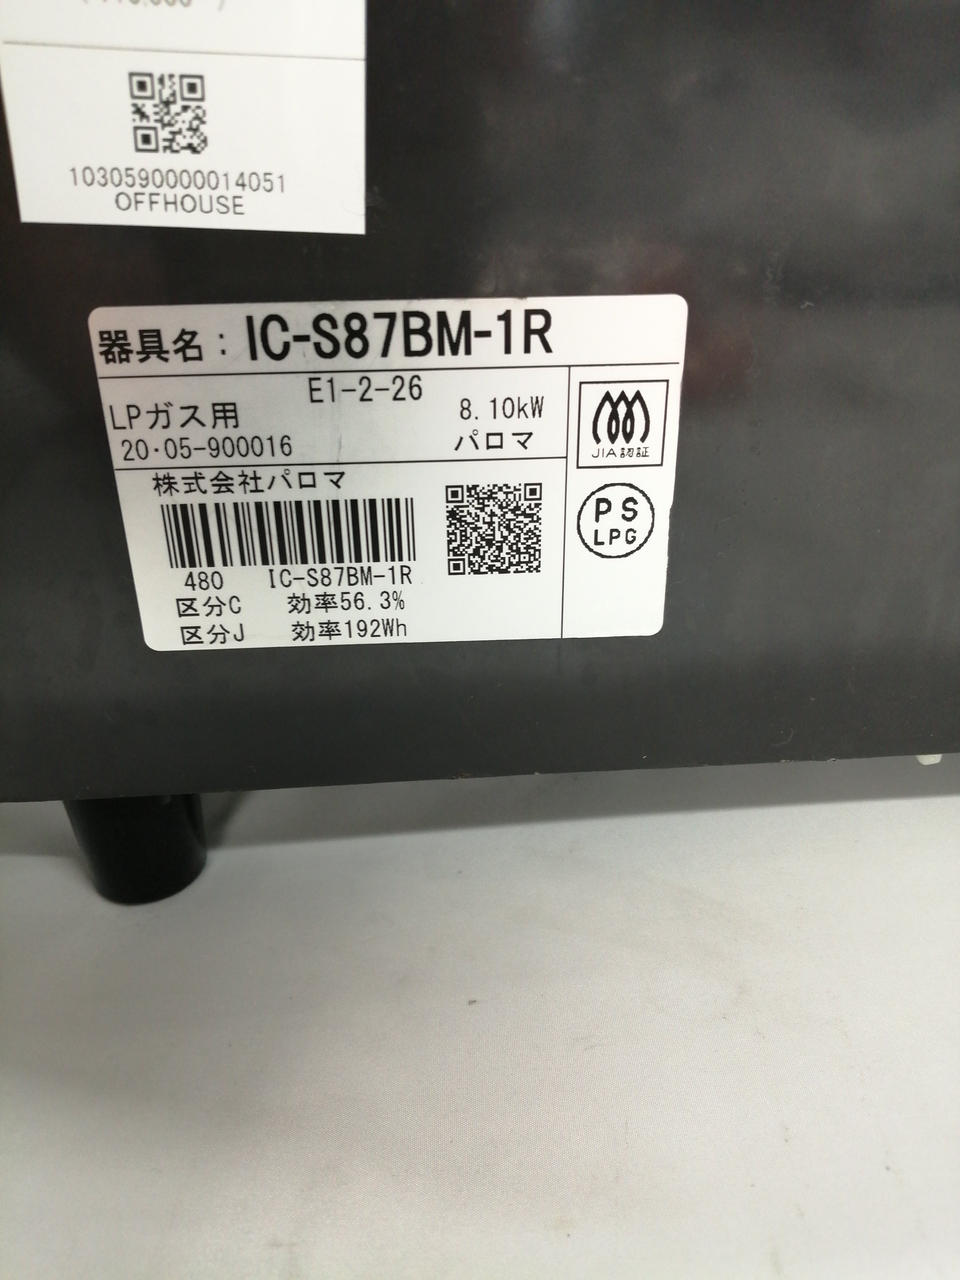 1030590000014051
OFFHOUSE
器具名：IC-S87BM-1R
E1-2-26
LPガス用 8.10kW
20·05-900016 パロマ
JIA認証
株式会社パロマ
PS
LPG
480 IC-S87BM-1R
区分C 効率56.3%
区分J 効率192Wh